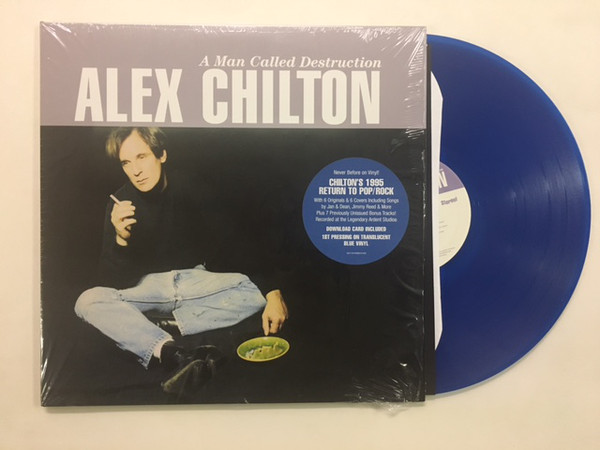 A Man Called Destruction
ALEX CHILTON
Never Before on Vinyl!
CHILTON'S 1995
RETURN TO POP/ROCK
With 6 Originals & 6 Covers Including Songs
by Jan & Dean, Jimmy Reed & More
Plus 7 Previously Unissued Bonus Tracks!
Recorded at the Legendary Ardent Studios
DOWNLOAD CARD INCLUDED
1ST PRESSING ON TRANSLUCENT
BLUE VINYL